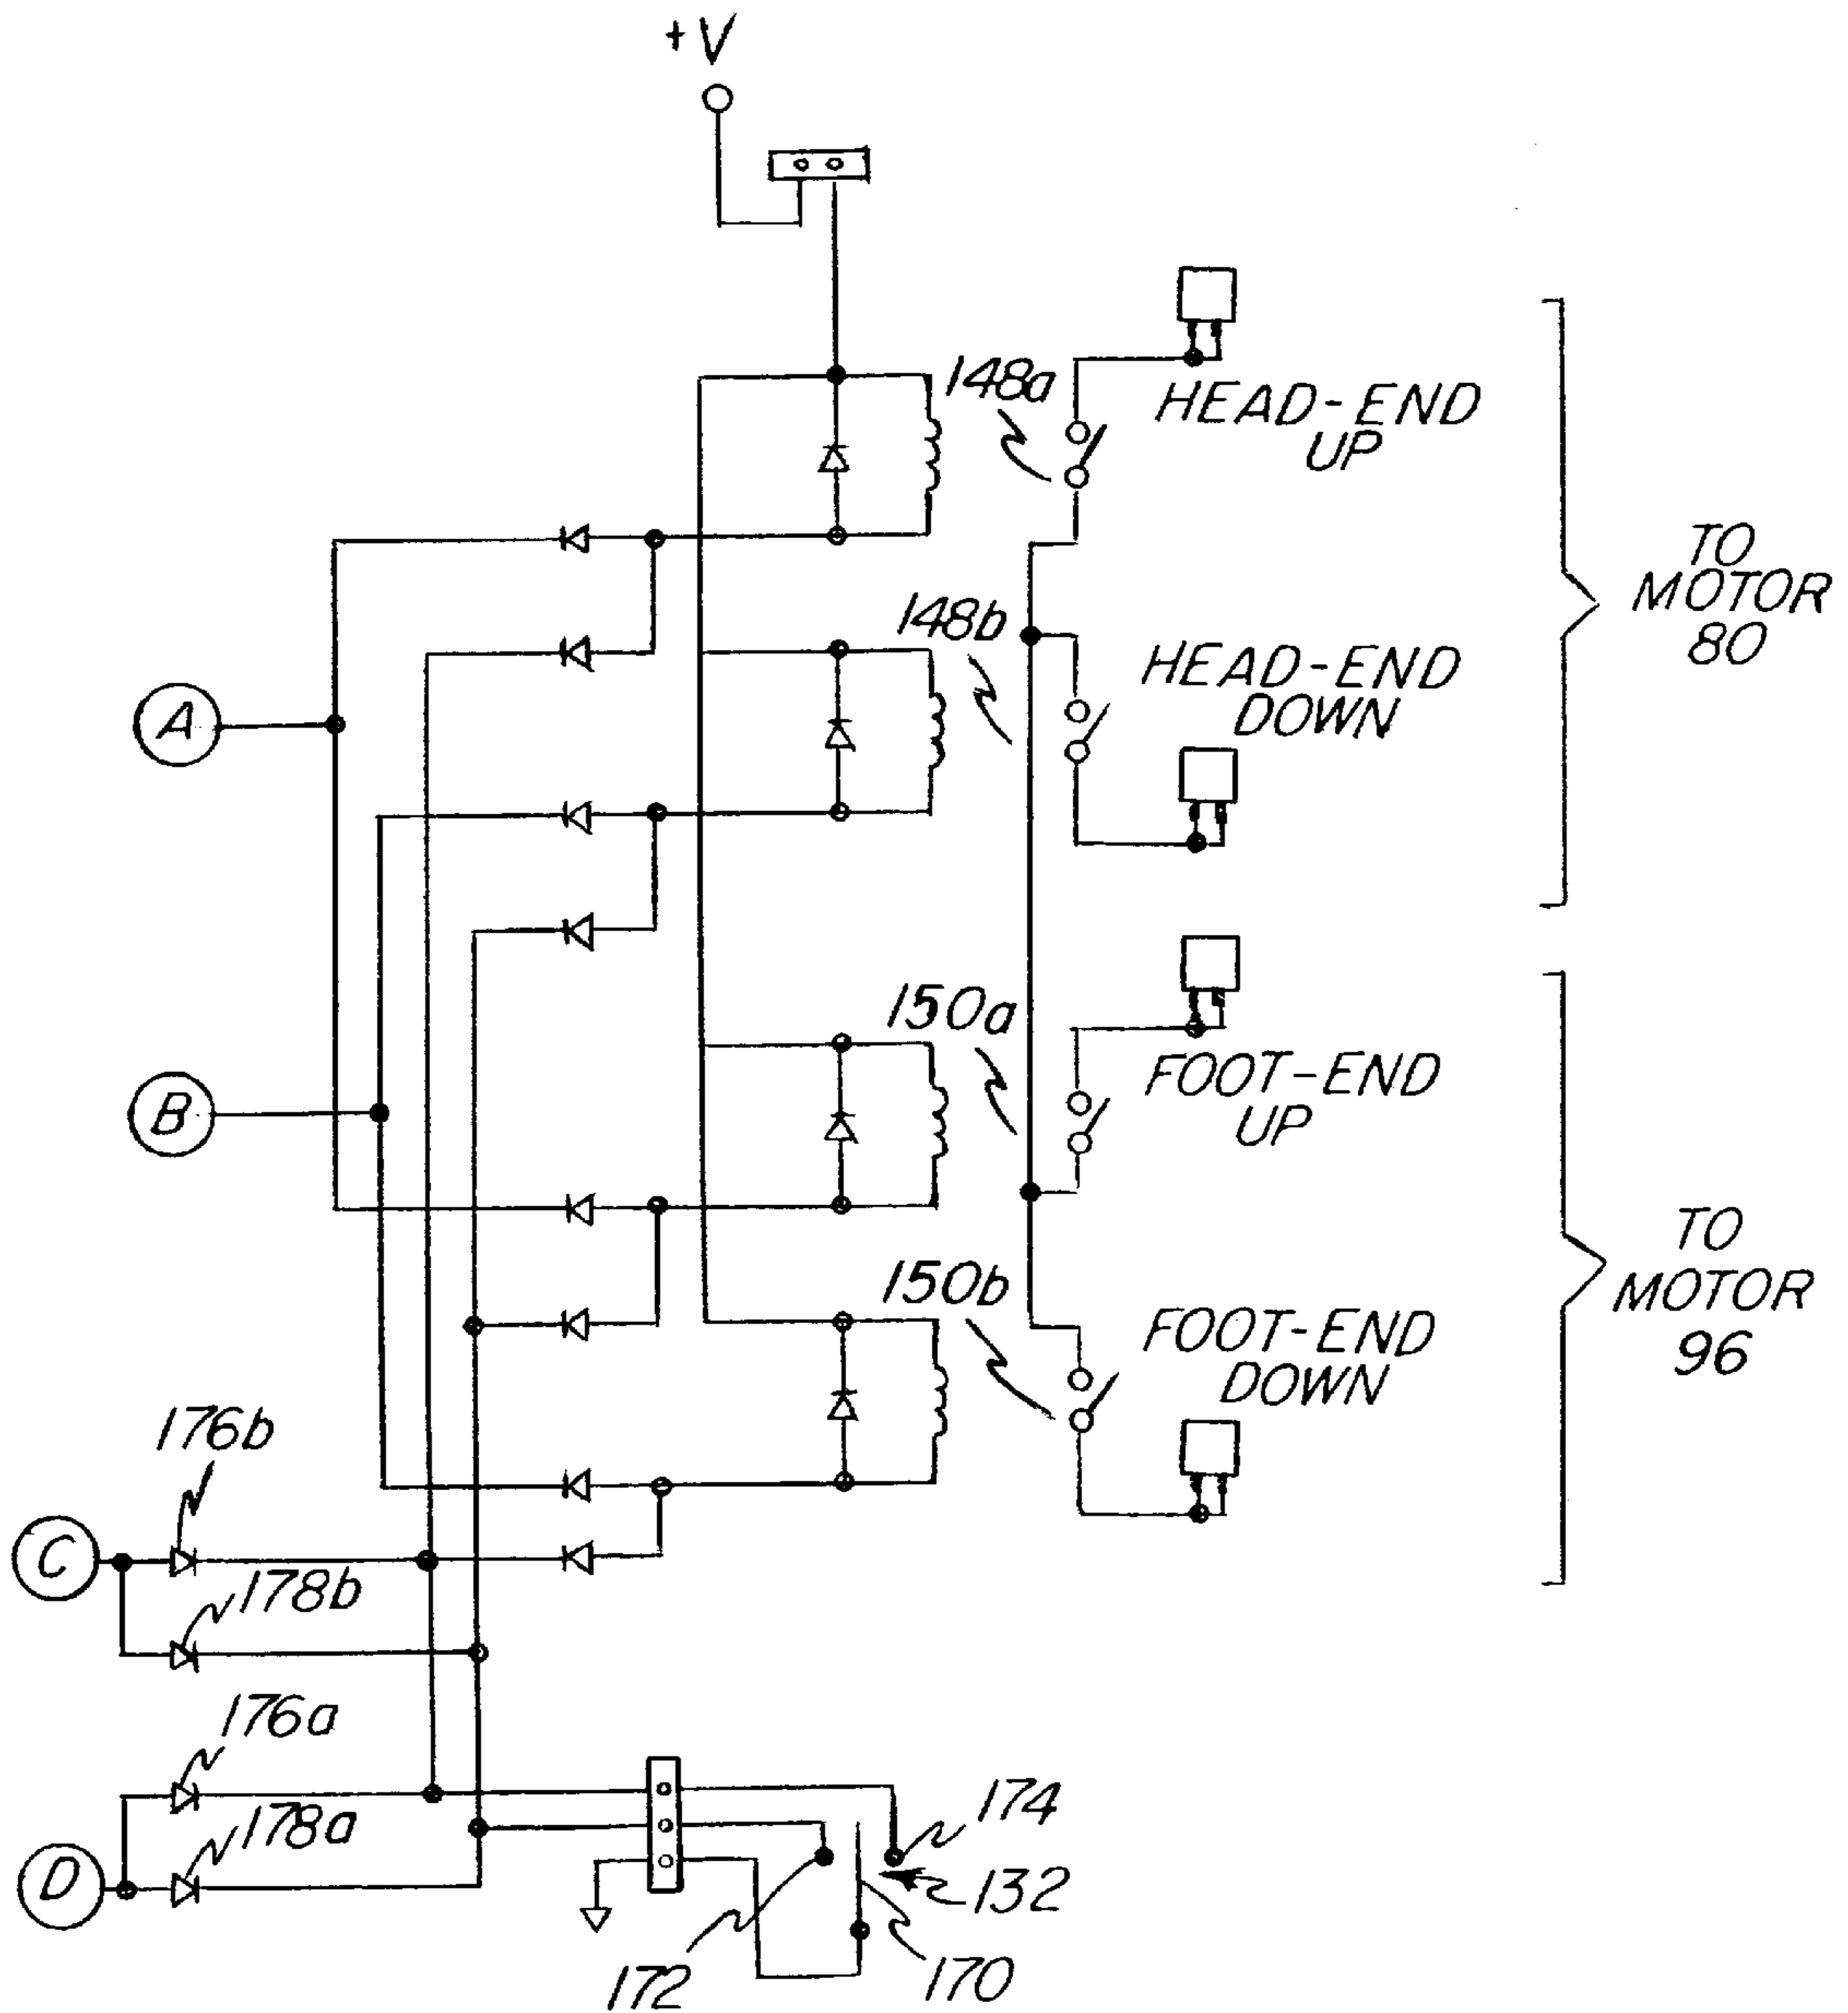 +V
148a
HEAD-END
UP
TO
MOTOR
80
148b
HEAD-END
DOWN
A
150a
FOOT-END
UP
B
TO
MOTOR
96
150b
FOOT-END
DOWN
176b
C
178b
176a
174
178a
132
D
172
170